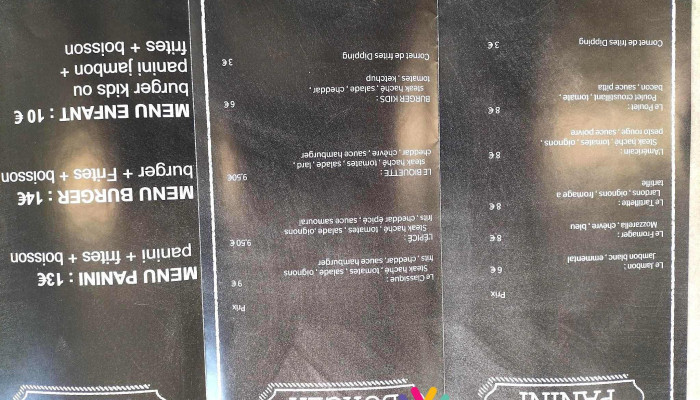 PANINI
Prix
Le Jambon : 6 €
Jambon blanc , emmental
Le Fromager : 8 €
Mozzarella , chèvre, bleu
Le Tartiflette : 8 €
Lardons , oignons , fromage a
tartifle
L'Américain : 8 €
Steak , haché , tomates , oignons ,
pesto rouge , sauce poivre
Le Poulet : 8 €
Poulet croustillant , tomate ,
bacon , sauce pitta
Cornet de frites Dipping 3€
BURGER
Prix
Le Classique : 9 €
Steak haché , tomates , salade, oignons
frits, cheddar, sauce hamburger
L'ÉPICÉ : 9.50 €
Steak haché , tomates , salade, oignons
frits , cheddar épicé , sauce samouraï
LE BIQUETTE : 9.50€
steak haché , tomates , salade , lard ,
cheddar , chèvre , sauce hamburger
BURGER KIDS : 6 €
steak haché , salade , cheddar ,
tomates , ketchup
Cornet de frites Dipping 3 €
MENU PANINI : 13€
panini + frites + boisson
MENU BURGER : 14€
burger + Frites + boisson
MENU ENFANT : 10 €
burger kids ou
panini jambon +
frites + boisson